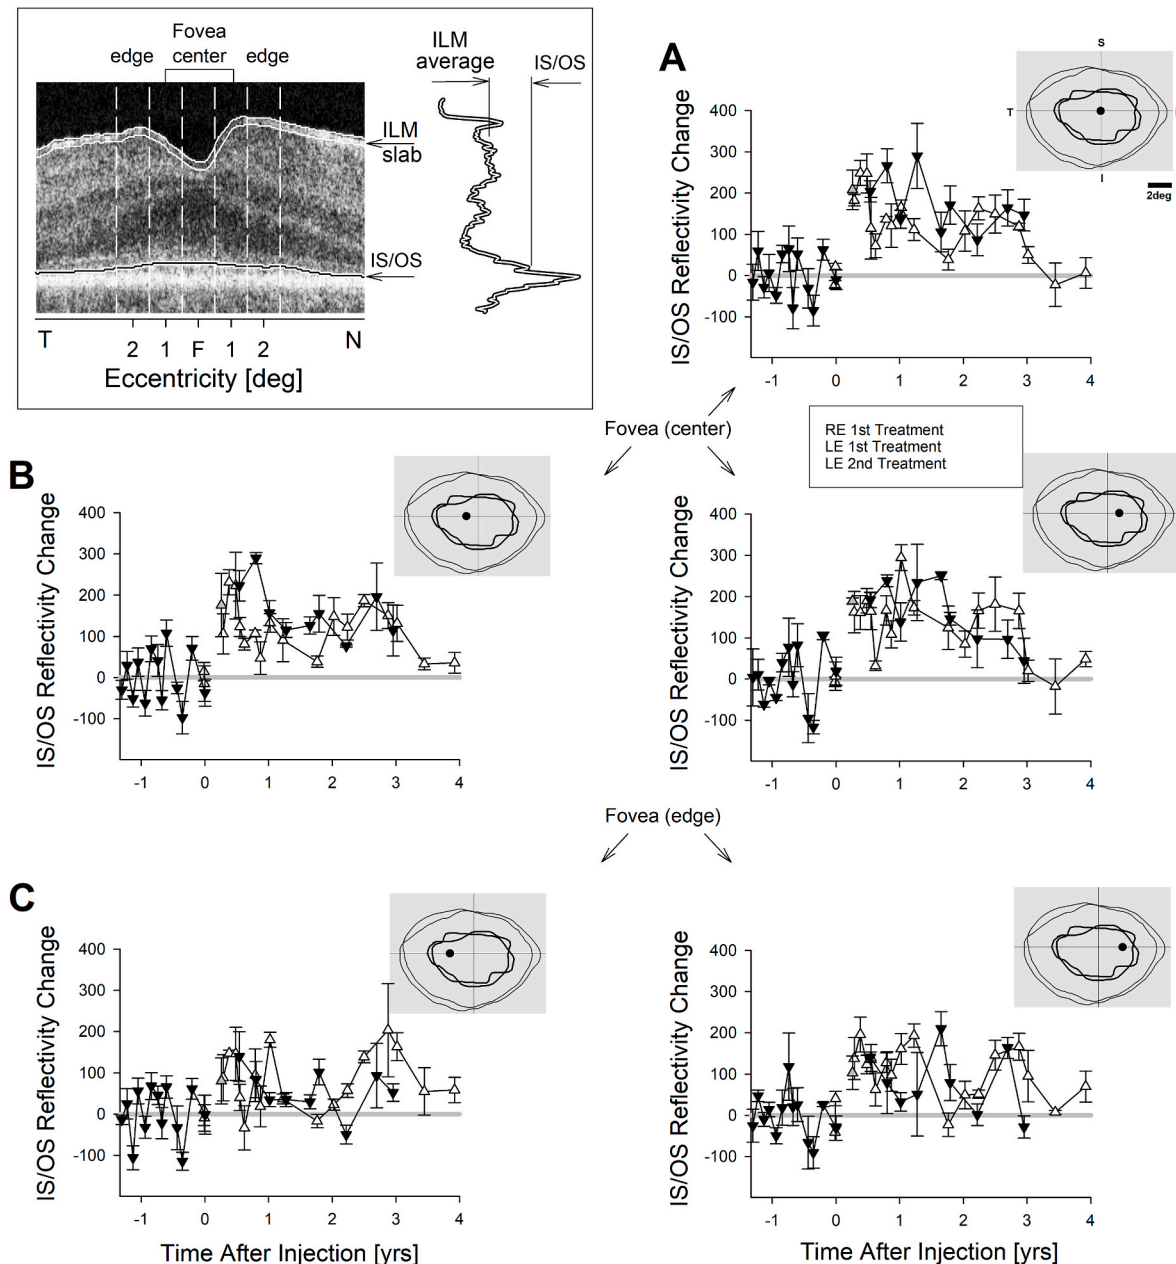 Fovea
edge center edge
ILM
average
IS/OS
ILM
slab
IS/OS
T 2 1 F 1 2 N
Eccentricity [deg]
A
IS/OS Reflectivity Change
400
300
200
100
0
-100
-1 0 1 2 3 4
S
T
I
2deg
Fovea (center)
RE 1st Treatment
LE 1st Treatment
LE 2nd Treatment
B
IS/OS Reflectivity Change
400
300
200
100
0
-100
-1 0 1 2 3 4
IS/OS Reflectivity Change
400
300
200
100
0
-100
-1 0 1 2 3 4
Fovea (edge)
C
IS/OS Reflectivity Change
400
300
200
100
0
-100
-1 0 1 2 3 4
Time After Injection [yrs]
IS/OS Reflectivity Change
400
300
200
100
0
-100
-1 0 1 2 3 4
Time After Injection [yrs]